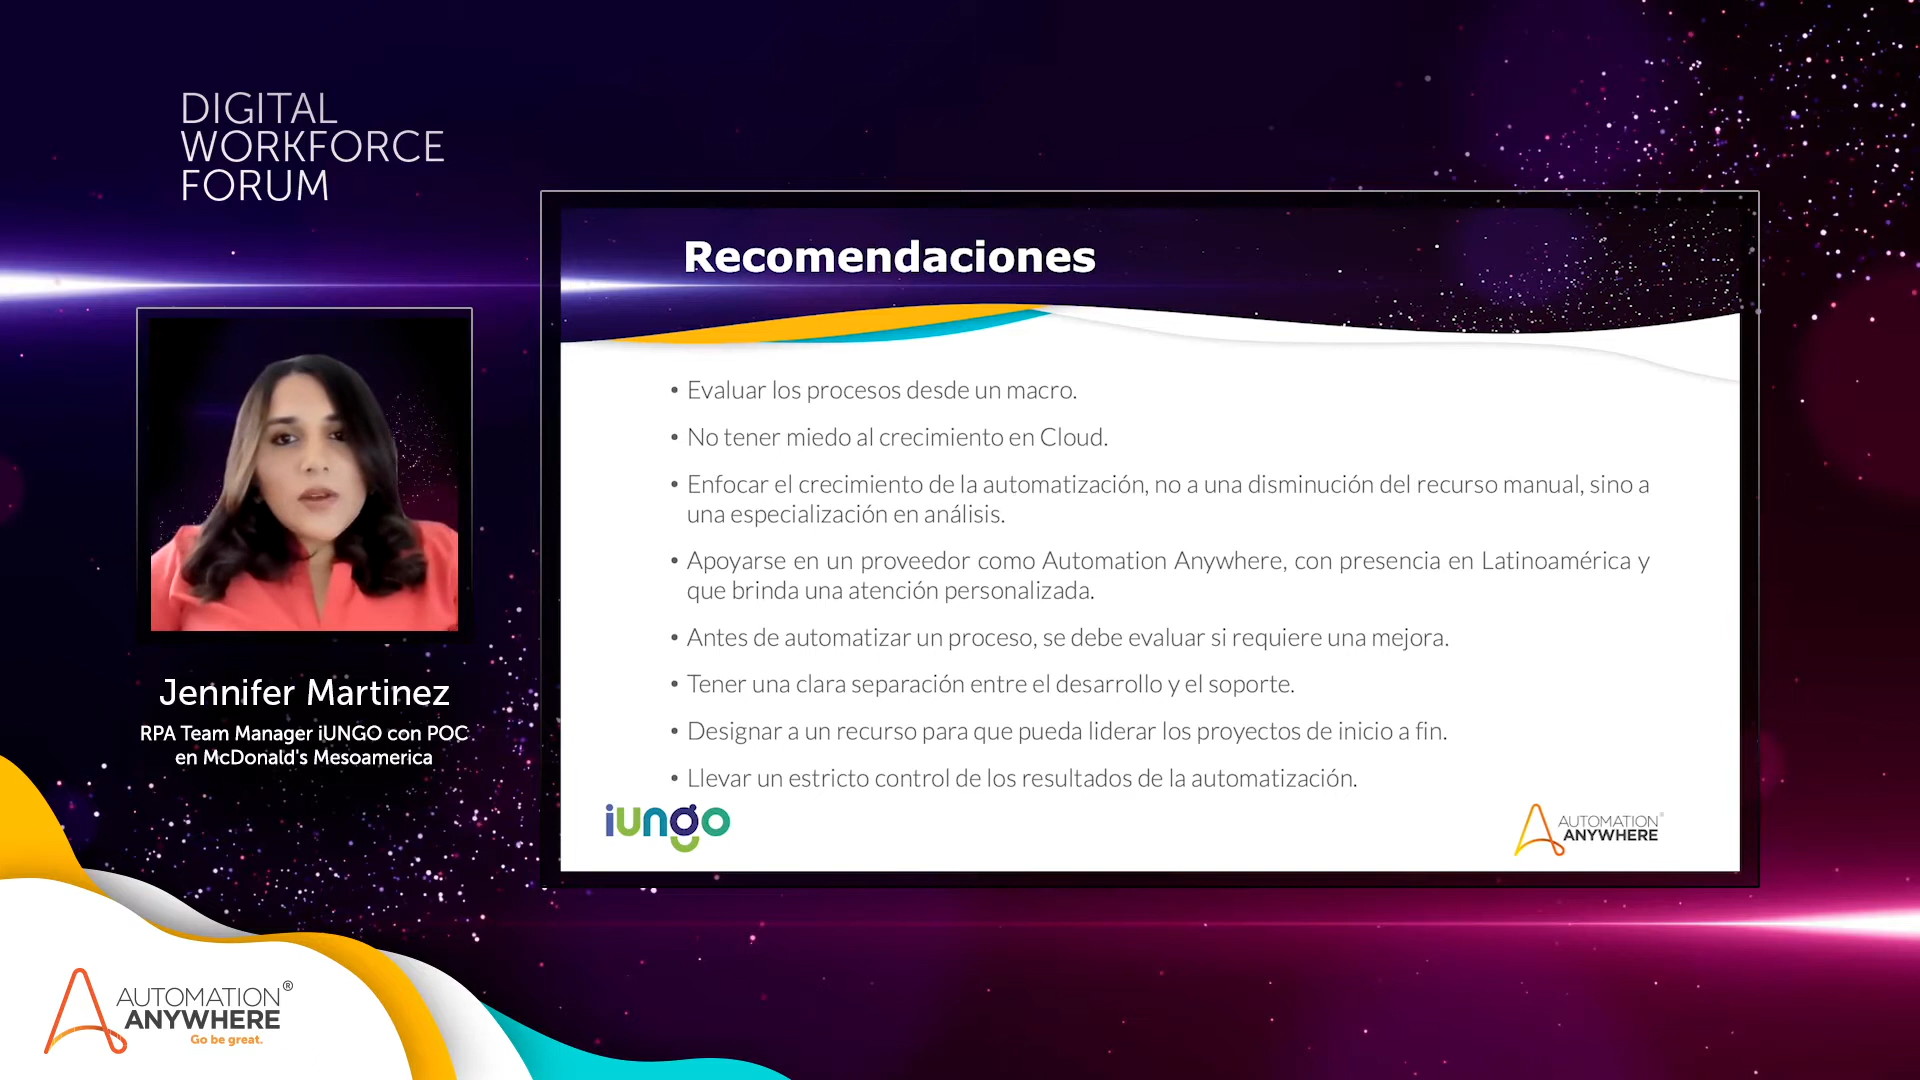 DIGITAL
WORKFORCE
FORUM
Recomendaciones
• Evaluar los procesos desde un macro.
• No tener miedo al crecimiento en Cloud.
• Enfocar el crecimiento de la automatización, no a una disminución del recurso manual, sino a
una especialización en análisis.
• Apoyarse en un proveedor como Automation Anywhere, con presencia en Latinoamérica y
que brinda una atención personalizada.
• Antes de automatizar un proceso, se debe evaluar si requiere una mejora.
• Tener una clara separación entre el desarrollo y el soporte.
• Designar a un recurso para que pueda liderar los proyectos de inicio a fin.
• Llevar un estricto control de los resultados de la automatización.
iungo
AUTOMATION
ANYWHERE
Jennifer Martinez
RPA Team Manager iUNGO con POC
en McDonald's Mesoamerica
AUTOMATION®
ANYWHERE
Go be great.